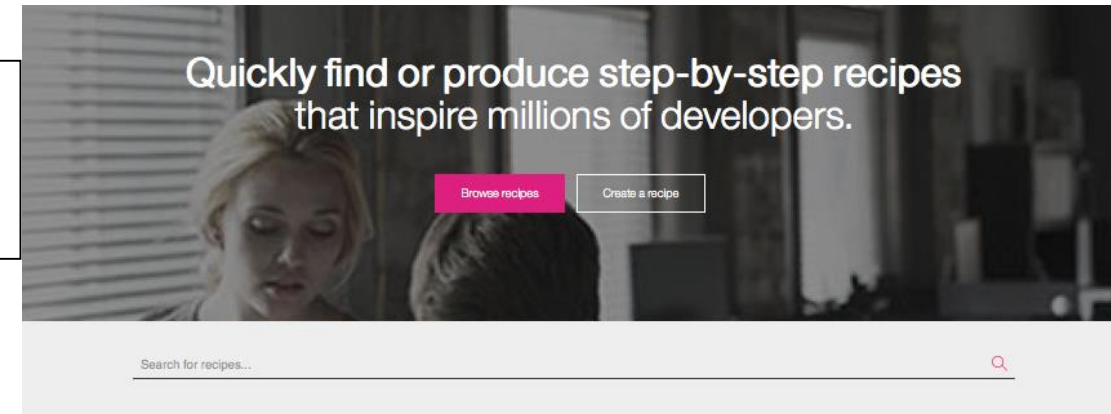 Quickly find or produce step-by-step recipes
that inspire millions of developers.
Browse recipes
Create a recipe
Search for recipes...